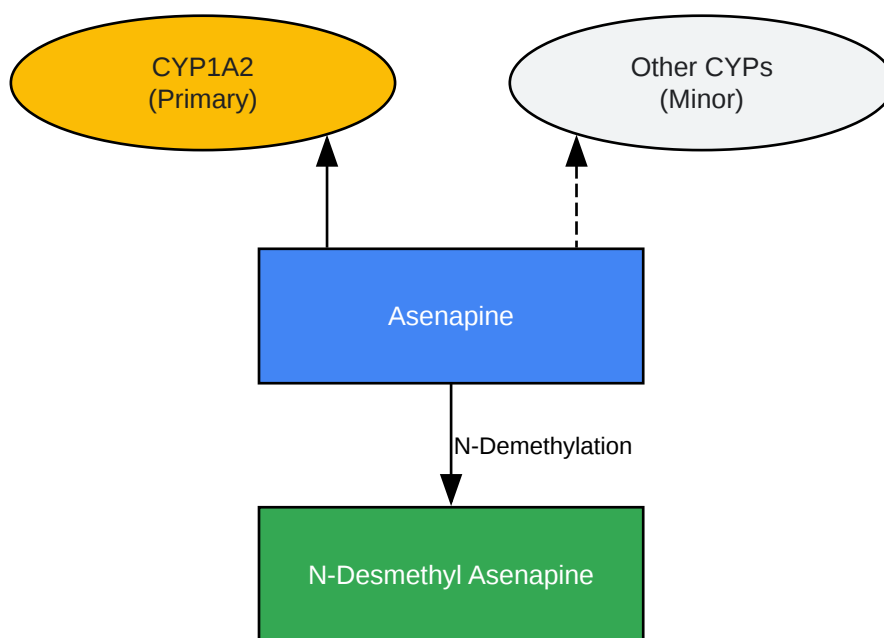 CYP1A2
(Primary)
Other CYPs
(Minor)
Asenapine
N-Demethylation
N-Desmethyl Asenapine